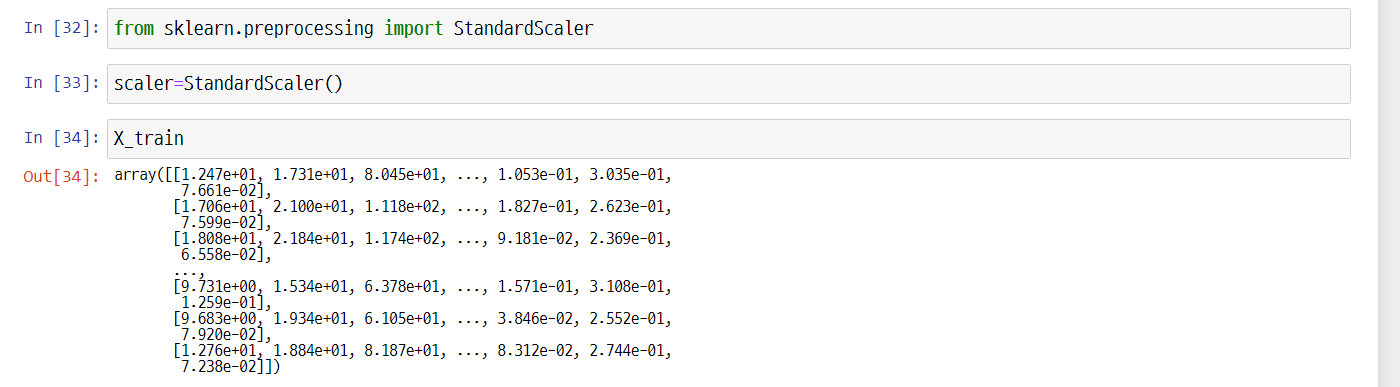 In [32]: from sklearn.preprocessing import StandardScaler
In [33]: scaler=StandardScaler()
In [34]: X_train
Out[34]: array([[1.247e+01, 1.731e+01, 8.045e+01, ..., 1.053e-01, 3.035e-01,
7.661e-02],
[1.706e+01, 2.100e+01, 1.118e+02, ..., 1.827e-01, 2.623e-01,
7.599e-02],
[1.808e+01, 2.184e+01, 1.174e+02, ..., 9.181e-02, 2.369e-01,
6.558e-02],
...,
[9.731e+00, 1.534e+01, 6.378e+01, ..., 1.571e-01, 3.108e-01,
1.259e-01],
[9.683e+00, 1.934e+01, 6.105e+01, ..., 3.846e-02, 2.552e-01,
7.920e-02],
[1.276e+01, 1.884e+01, 8.187e+01, ..., 8.312e-02, 2.744e-01,
7.238e-02]])